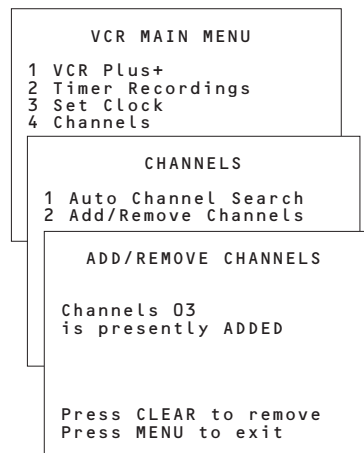 VCR MAIN MENU
1 VCR Plus+
2 Timer Recordings
3 Set Clock
4 Channels
CHANNELS
1 Auto Channel Search
2 Add/Remove Channels
ADD/REMOVE CHANNELS
Channels 03
is presently ADDED
Press CLEAR to remove
Press MENU to exit